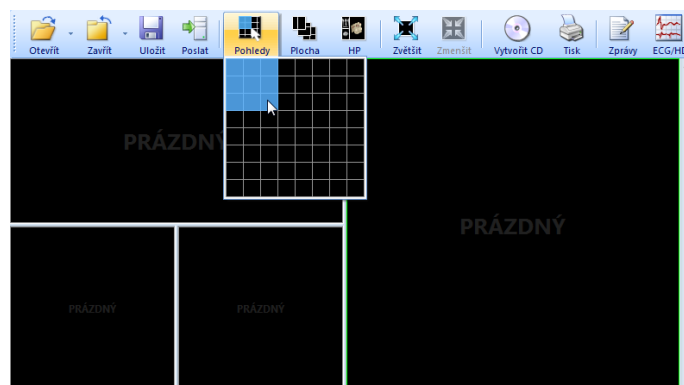 Otevřít Zavřít Uložit Poslat Pohledy Plocha HP Zvětšit Zmenšit Vytvořit CD Tisk Zprávy
PRÁZDNÝ
PRÁZDNÝ
PRÁZDNÝ PRÁZDNÝ